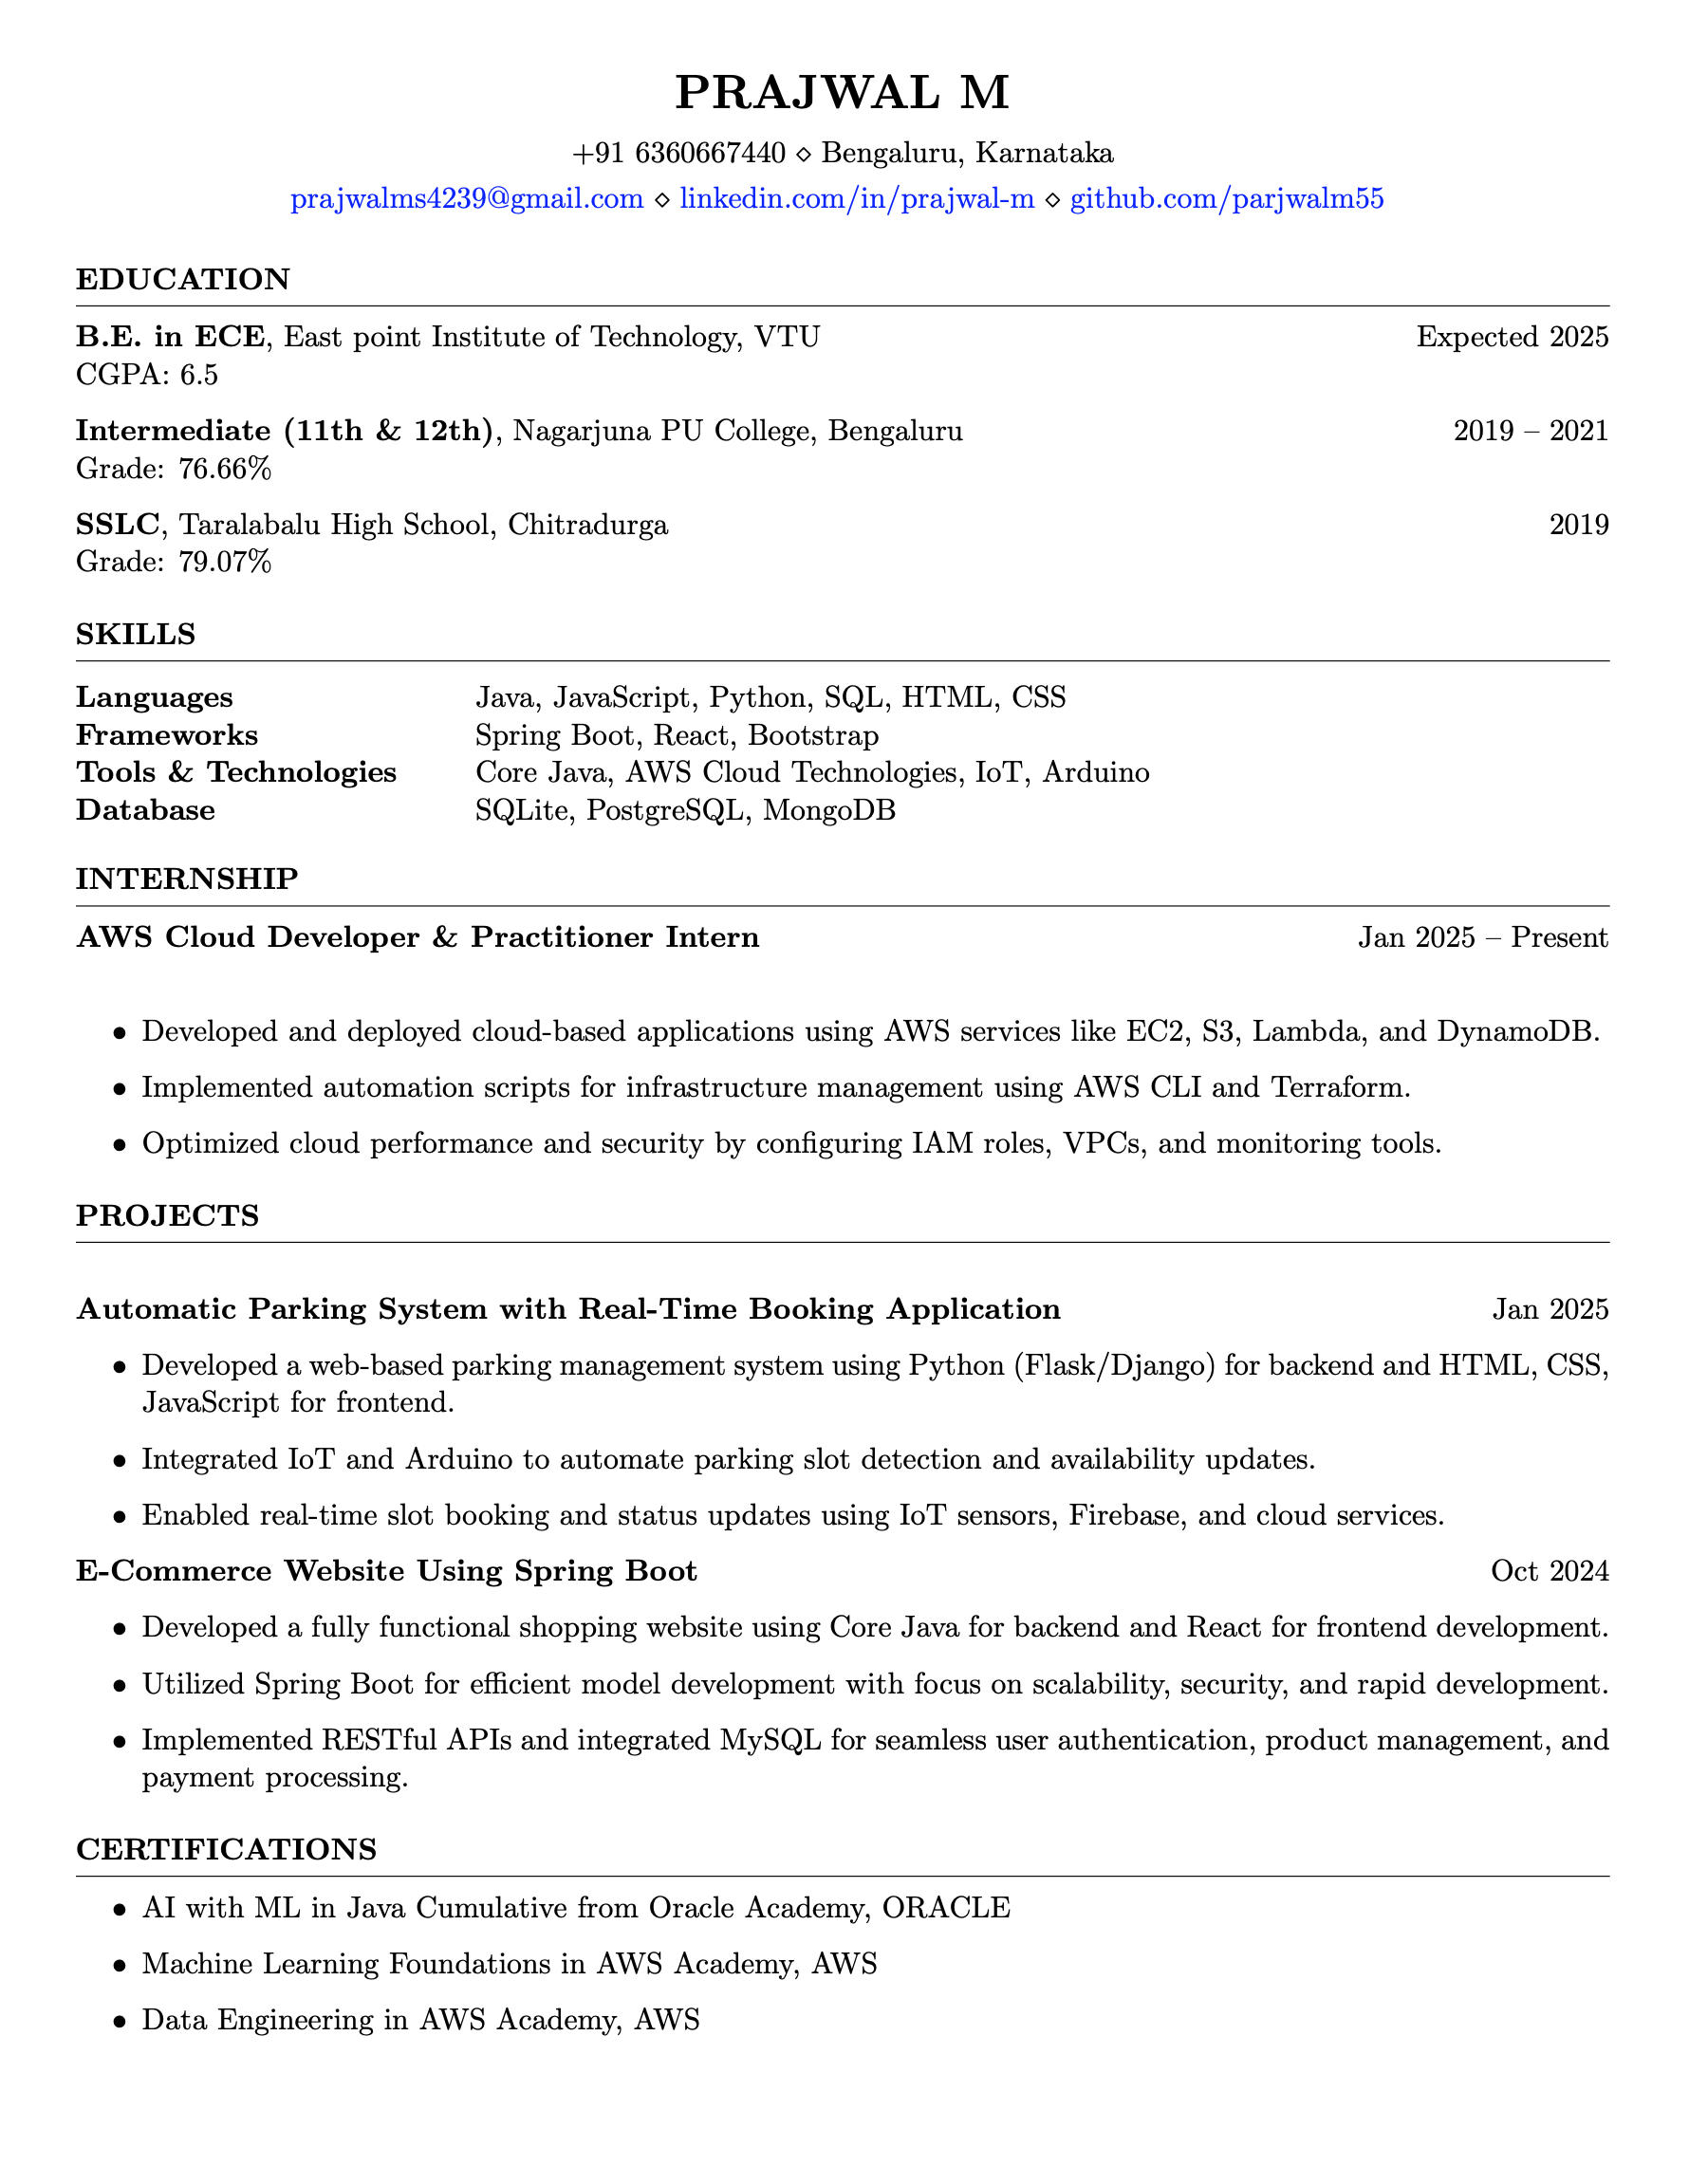 PRAJWAL M
+91 6360667440 ⋄ Bengaluru, Karnataka
prajwalms4239@gmail.com ⋄ linkedin.com/in/prajwal-m ⋄ github.com/parjwalm55
EDUCATION
B.E. in ECE, East point Institute of Technology, VTU Expected 2025
CGPA: 6.5
Intermediate (11th & 12th), Nagarjuna PU College, Bengaluru 2019 – 2021
Grade: 76.66%
SSLC, Taralabalu High School, Chitradurga 2019
Grade: 79.07%
SKILLS
Languages Java, JavaScript, Python, SQL, HTML, CSS
Frameworks Spring Boot, React, Bootstrap
Tools & Technologies Core Java, AWS Cloud Technologies, IoT, Arduino
Database SQLite, PostgreSQL, MongoDB
INTERNSHIP
AWS Cloud Developer & Practitioner Intern Jan 2025 – Present
• Developed and deployed cloud-based applications using AWS services like EC2, S3, Lambda, and DynamoDB.
• Implemented automation scripts for infrastructure management using AWS CLI and Terraform.
• Optimized cloud performance and security by configuring IAM roles, VPCs, and monitoring tools.
PROJECTS
Automatic Parking System with Real-Time Booking Application Jan 2025
• Developed a web-based parking management system using Python (Flask/Django) for backend and HTML, CSS,
JavaScript for frontend.
• Integrated IoT and Arduino to automate parking slot detection and availability updates.
• Enabled real-time slot booking and status updates using IoT sensors, Firebase, and cloud services.
E-Commerce Website Using Spring Boot Oct 2024
• Developed a fully functional shopping website using Core Java for backend and React for frontend development.
• Utilized Spring Boot for efficient model development with focus on scalability, security, and rapid development.
• Implemented RESTful APIs and integrated MySQL for seamless user authentication, product management, and
payment processing.
CERTIFICATIONS
• AI with ML in Java Cumulative from Oracle Academy, ORACLE
• Machine Learning Foundations in AWS Academy, AWS
• Data Engineering in AWS Academy, AWS